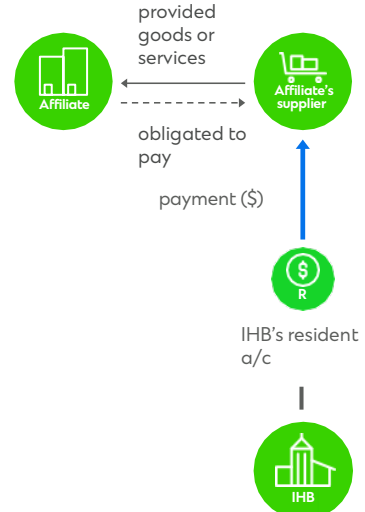 provided
goods or
services
Affiliate
Affiliate's
supplier
obligated to
pay
payment ($)
$
R
IHB's resident
a/c
IHB